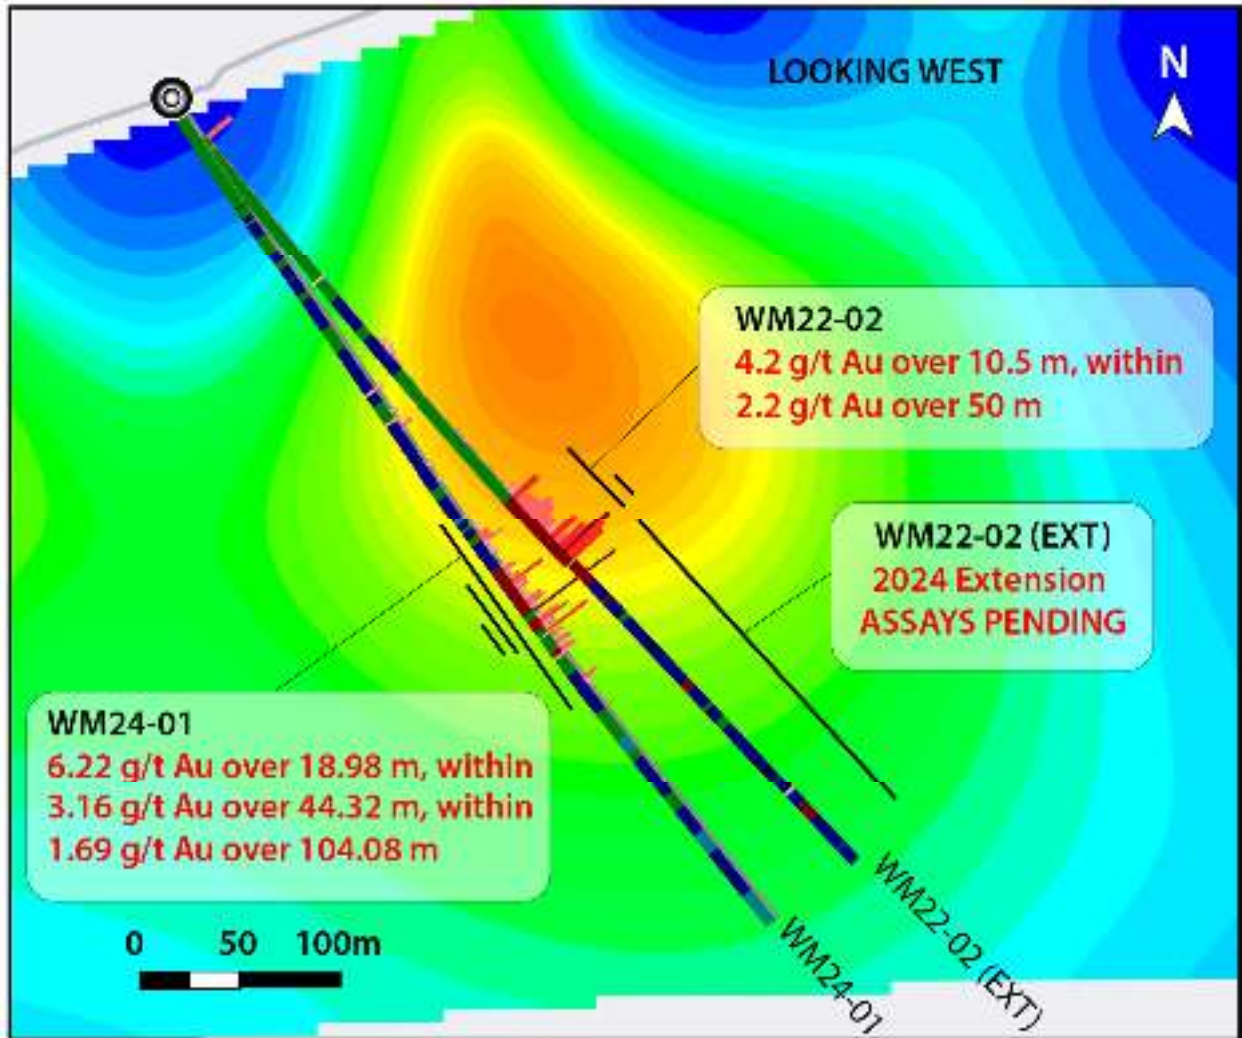 LOOKING WEST
N
WM22-02
4.2 g/t Au over 10.5 m, within
2.2 g/t Au over 50 m
WM22-02 (EXT)
2024 Extension
ASSAYS PENDING
WM24-01
6.22 g/t Au over 18.98 m, within
3.16 g/t Au over 44.32 m, within
1.69 g/t Au over 104.08 m
0 50 100m
WM24-01
WM22-02 (EXT)